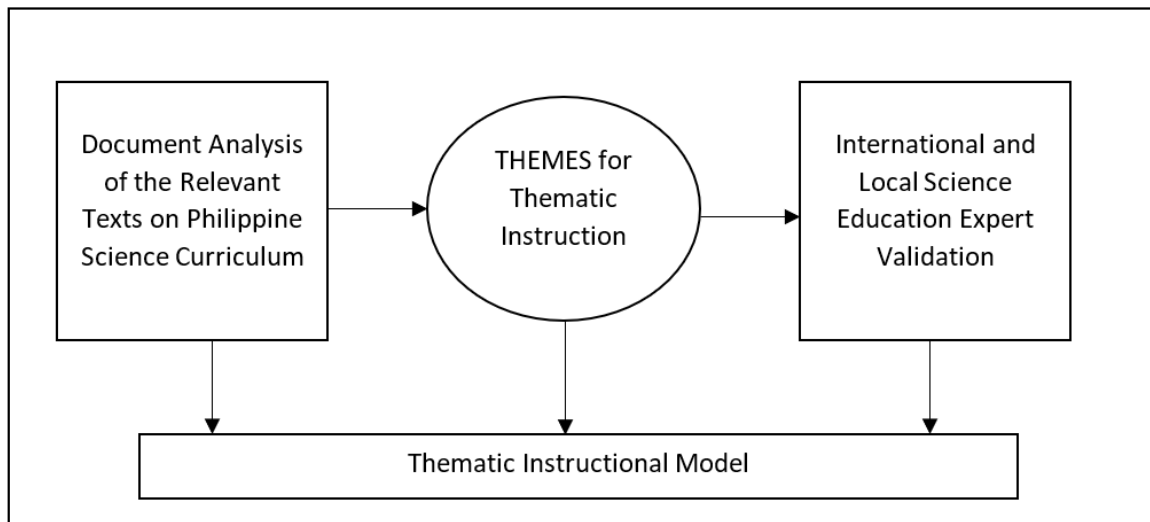 Document Analysis
of the Relevant
Texts on Philippine
Science Curriculum
THEMES for
Thematic
Instruction
International and
Local Science
Education Expert
Validation
Thematic Instructional Model